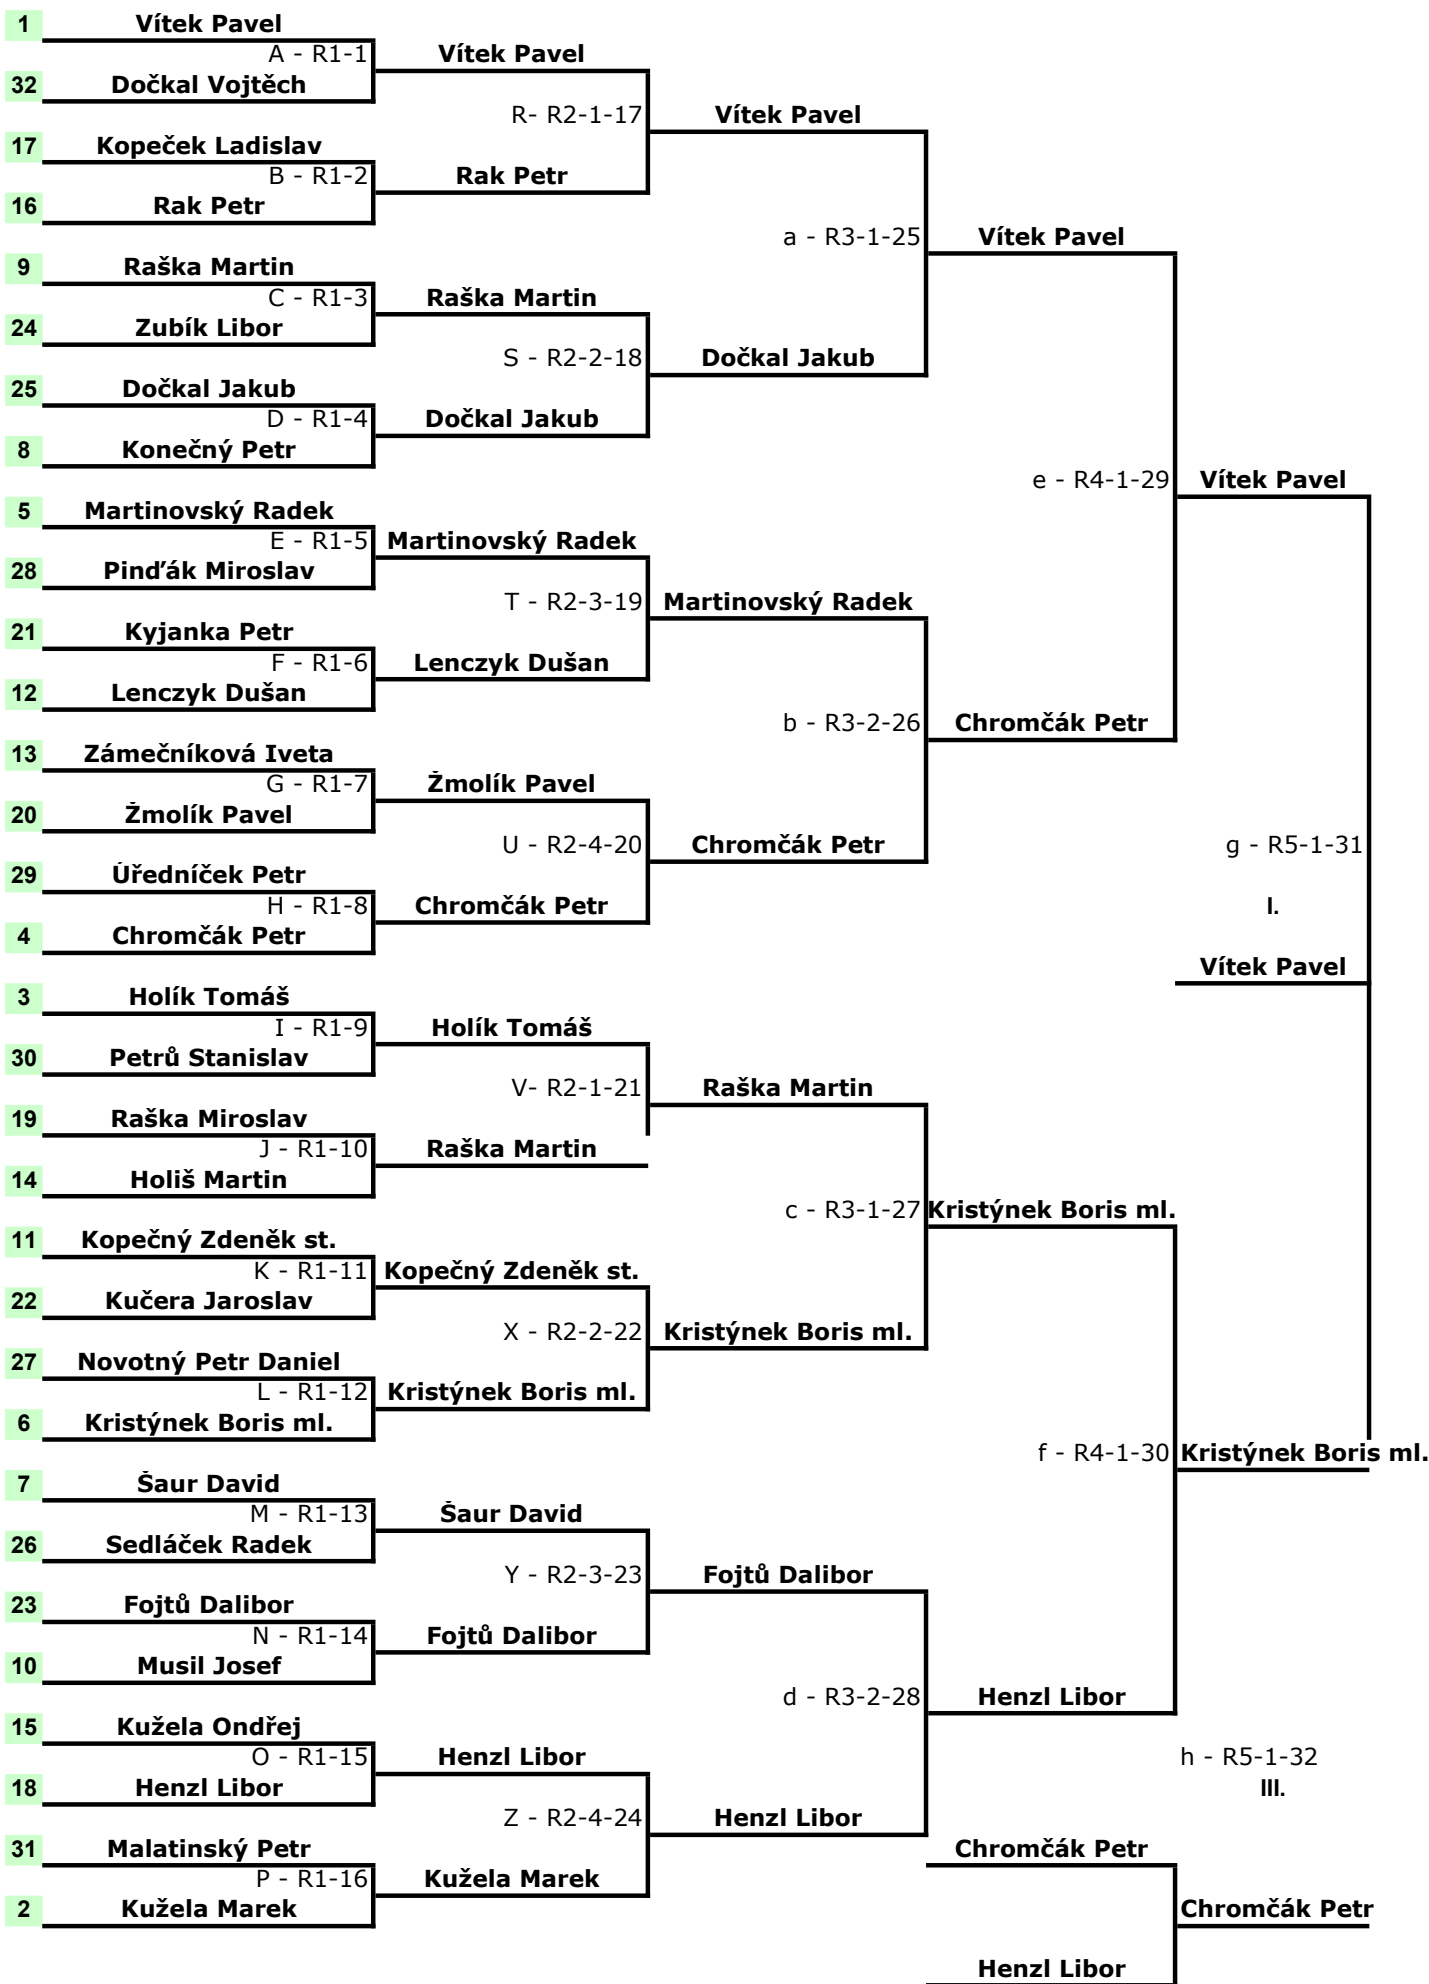 1 Vítek Pavel
A - R1-1 Vítek Pavel
32 Dočkal Vojtěch
R- R2-1-17 Vítek Pavel
17 Kopeček Ladislav
B - R1-2 Rak Petr
16 Rak Petr
a - R3-1-25 Vítek Pavel
9 Raška Martin
C - R1-3 Raška Martin
24 Zubík Libor
S - R2-2-18 Dočkal Jakub
25 Dočkal Jakub
D - R1-4 Dočkal Jakub
8 Konečný Petr
e - R4-1-29 Vítek Pavel
5 Martinovský Radek
E - R1-5 Martinovský Radek
28 Pinďák Miroslav
T - R2-3-19 Martinovský Radek
21 Kyjanka Petr
F - R1-6 Lenczyk Dušan
12 Lenczyk Dušan
b - R3-2-26 Chromčák Petr
13 Zámečníková Iveta
G - R1-7 Žmolík Pavel
20 Žmolík Pavel
U - R2-4-20 Chromčák Petr g - R5-1-31
29 Úředníček Petr
H - R1-8 Chromčák Petr I.
4 Chromčák Petr
Vítek Pavel
3 Holík Tomáš
I - R1-9 Holík Tomáš
30 Petrů Stanislav
V- R2-1-21 Raška Martin
19 Raška Miroslav
J - R1-10 Raška Martin
14 Holiš Martin
c - R3-1-27 Kristýnek Boris ml.
11 Kopečný Zdeněk st.
K - R1-11 Kopečný Zdeněk st.
22 Kučera Jaroslav
X - R2-2-22 Kristýnek Boris ml.
27 Novotný Petr Daniel
L - R1-12 Kristýnek Boris ml.
6 Kristýnek Boris ml.
f - R4-1-30 Kristýnek Boris ml.
7 Šaur David
M - R1-13 Šaur David
26 Sedláček Radek
Y - R2-3-23 Fojtů Dalibor
23 Fojtů Dalibor
N - R1-14 Fojtů Dalibor
10 Musil Josef
d - R3-2-28 Henzl Libor
15 Kužela Ondřej
O - R1-15 Henzl Libor h - R5-1-32
18 Henzl Libor III.
Z - R2-4-24 Henzl Libor
31 Malatinský Petr Chromčák Petr
P - R1-16 Kužela Marek
2 Kužela Marek Chromčák Petr
Henzl Libor